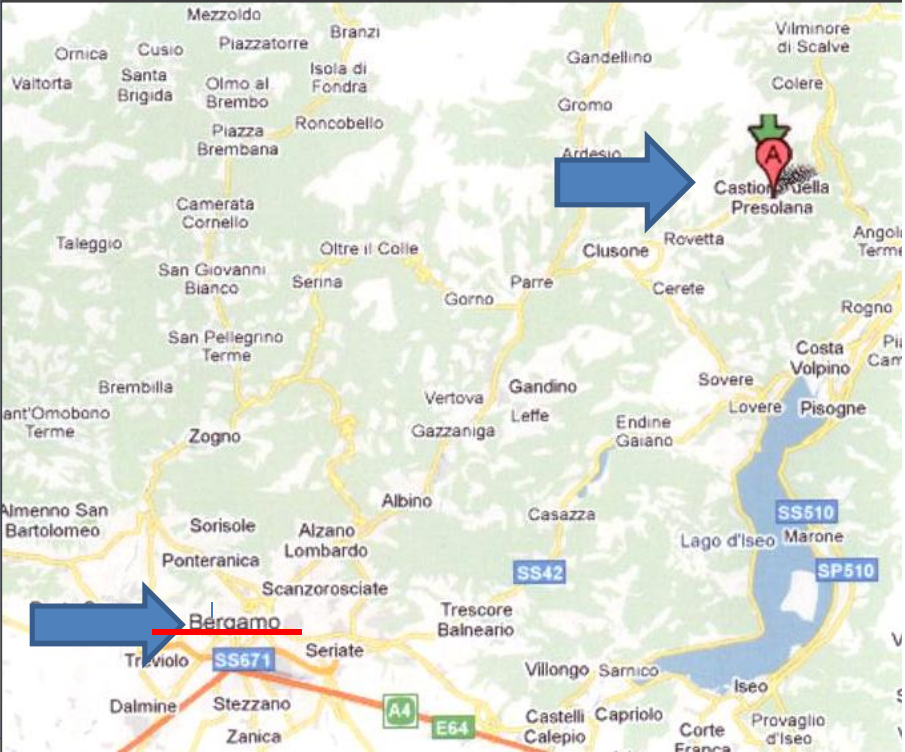 Mezzoldo
Branzi
Vilminore
di Scalve
Ornica
Cusio
Piazzatorre
Gandellino
Valtorta
Santa
Brigida
Olmo al
Brembo
Isola di
Fondra
Colere
Gromo
Piazza
Brembana
Roncobello
A
Ardesio
Castione della
Presolana
Camerata
Cornello
Taleggio
Oltre il Colle
Clusone
Rovetta
San Giovanni
Bianco
Serina
Gorno
Parre
Cerete
Rogno
San Pellegrino
Terme
Costa
Volpino
Brembilla
Vertova
Gandino
Sovere
Leffe
Lovere
Pisogne
Terme
Zogno
Gazzaniga
Endine
Gaiano
Almenno San
Bartolomeo
Sorisole
Albino
Casazza
SS510
Alzano
Lombardo
Lago d'Iseo
Marone
Ponteranica
SS42
SP510
Scanzorosciate
Bergamo
Trescore
Balneario
Treviolo
SS671
Seriate
Villongo
Sarnico
Iseo
Dalmine
Stezzano
A4
E64
Castelli
Calepio
Capriolo
Corte
Franca
Provaglio
d'Iseo
Zanica